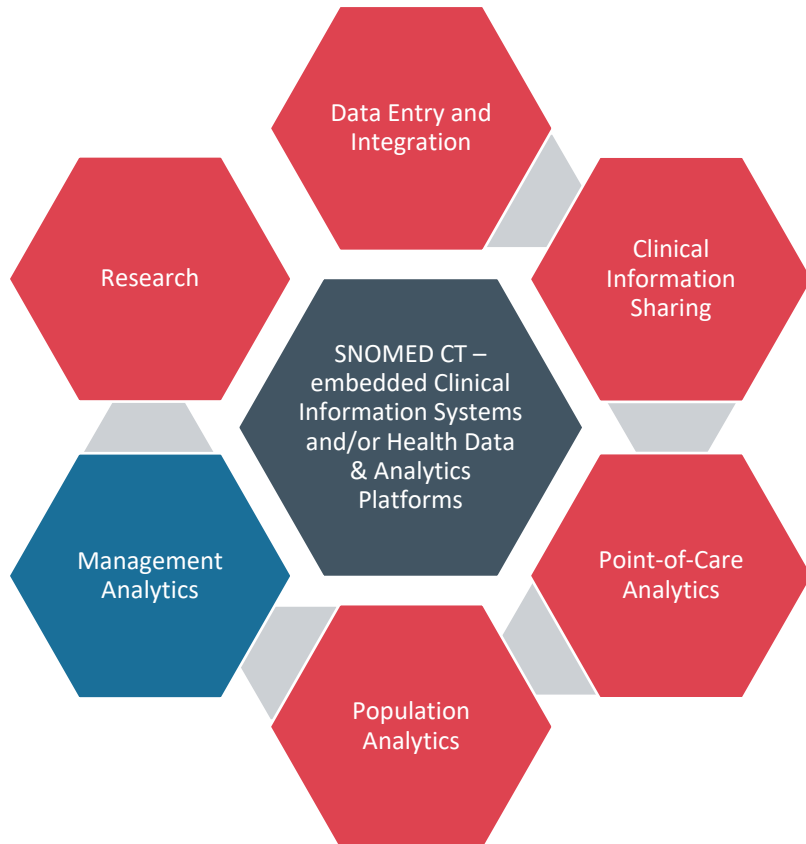 Data Entry and
Integration
Clinical
Information
Sharing
Research
SNOMED CT –
embedded Clinical
Information Systems
and/or Health Data
& Analytics
Platforms
Point-of-Care
Analytics
Management
Analytics
Population
Analytics